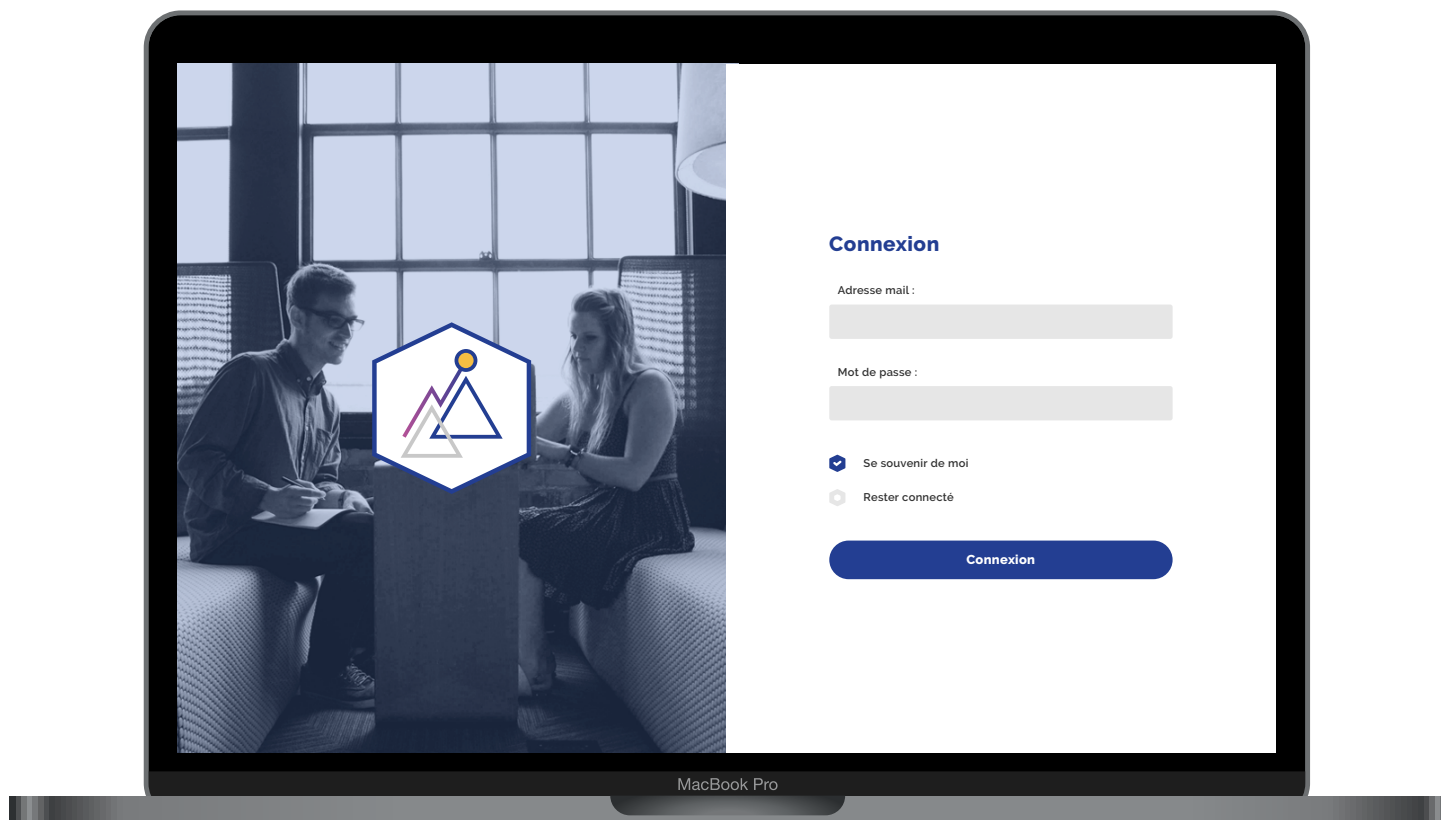 Connexion
Adresse mail :
Mot de passe :
Se souvenir de moi
Rester connecté
Connexion
MacBook Pro